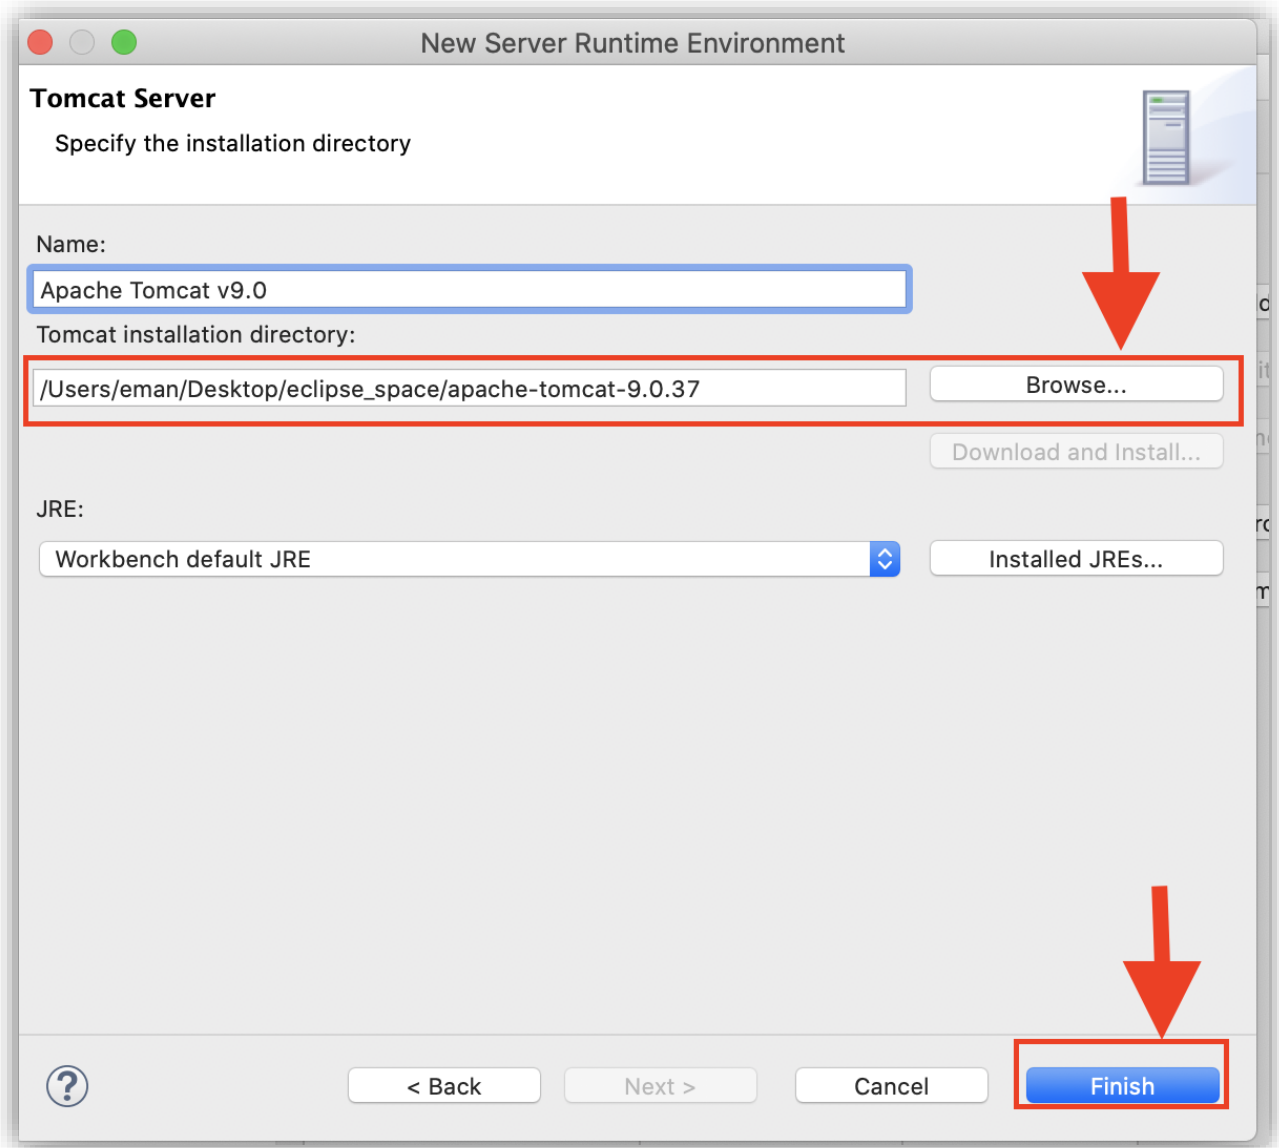 New Server Runtime Environment
Tomcat Server
Specify the installation directory
Name:
Apache Tomcat v9.0
Tomcat installation directory:
/Users/eman/Desktop/eclipse_space/apache-tomcat-9.0.37
Browse...
Download and Install...
JRE:
Workbench default JRE
Installed JREs...
?
< Back
Next >
Cancel
Finish